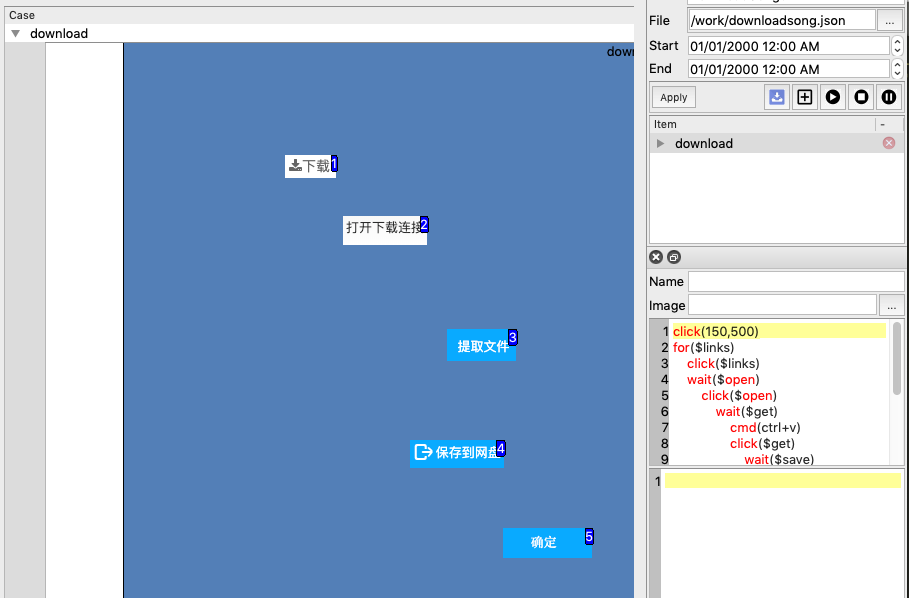 Case
download
down
下载
1
打开下载连接
2
提取文件
3
保存到网盘
4
确定
5
File
/work/downloadsong.json
...
Start
01/01/2000 12:00 AM
End
01/01/2000 12:00 AM
Apply
Item
-
download
Name
Image
...
1 click(150,500)
2 for($links)
3 click($links)
4 wait($open)
5 click($open)
6 wait($get)
7 cmd(ctrl+v)
8 click($get)
9 wait($save)
1